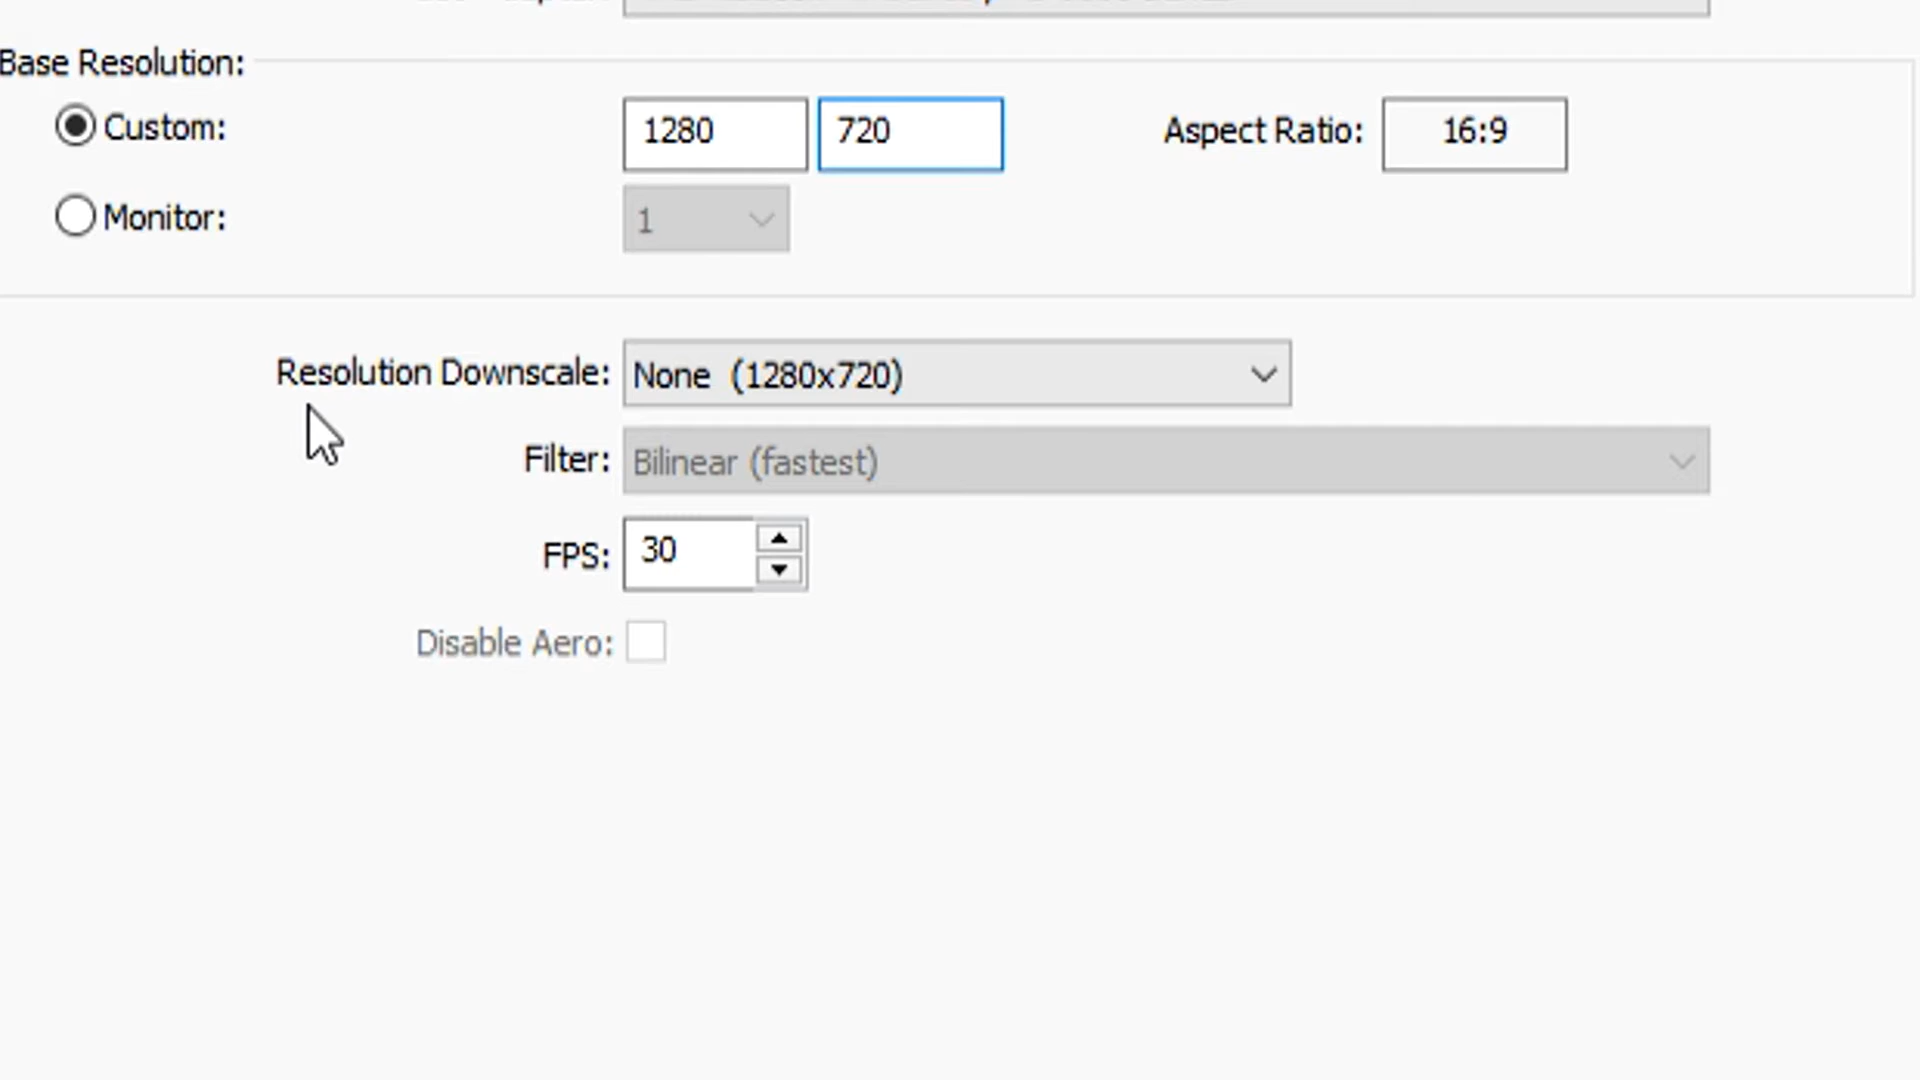 Base Resolution:
Custom: 1280 720 Aspect Ratio: 16:9
Monitor: 1
Resolution Downscale: None (1280x720)
Filter: Bilinear (fastest)
FPS: 30
Disable Aero: